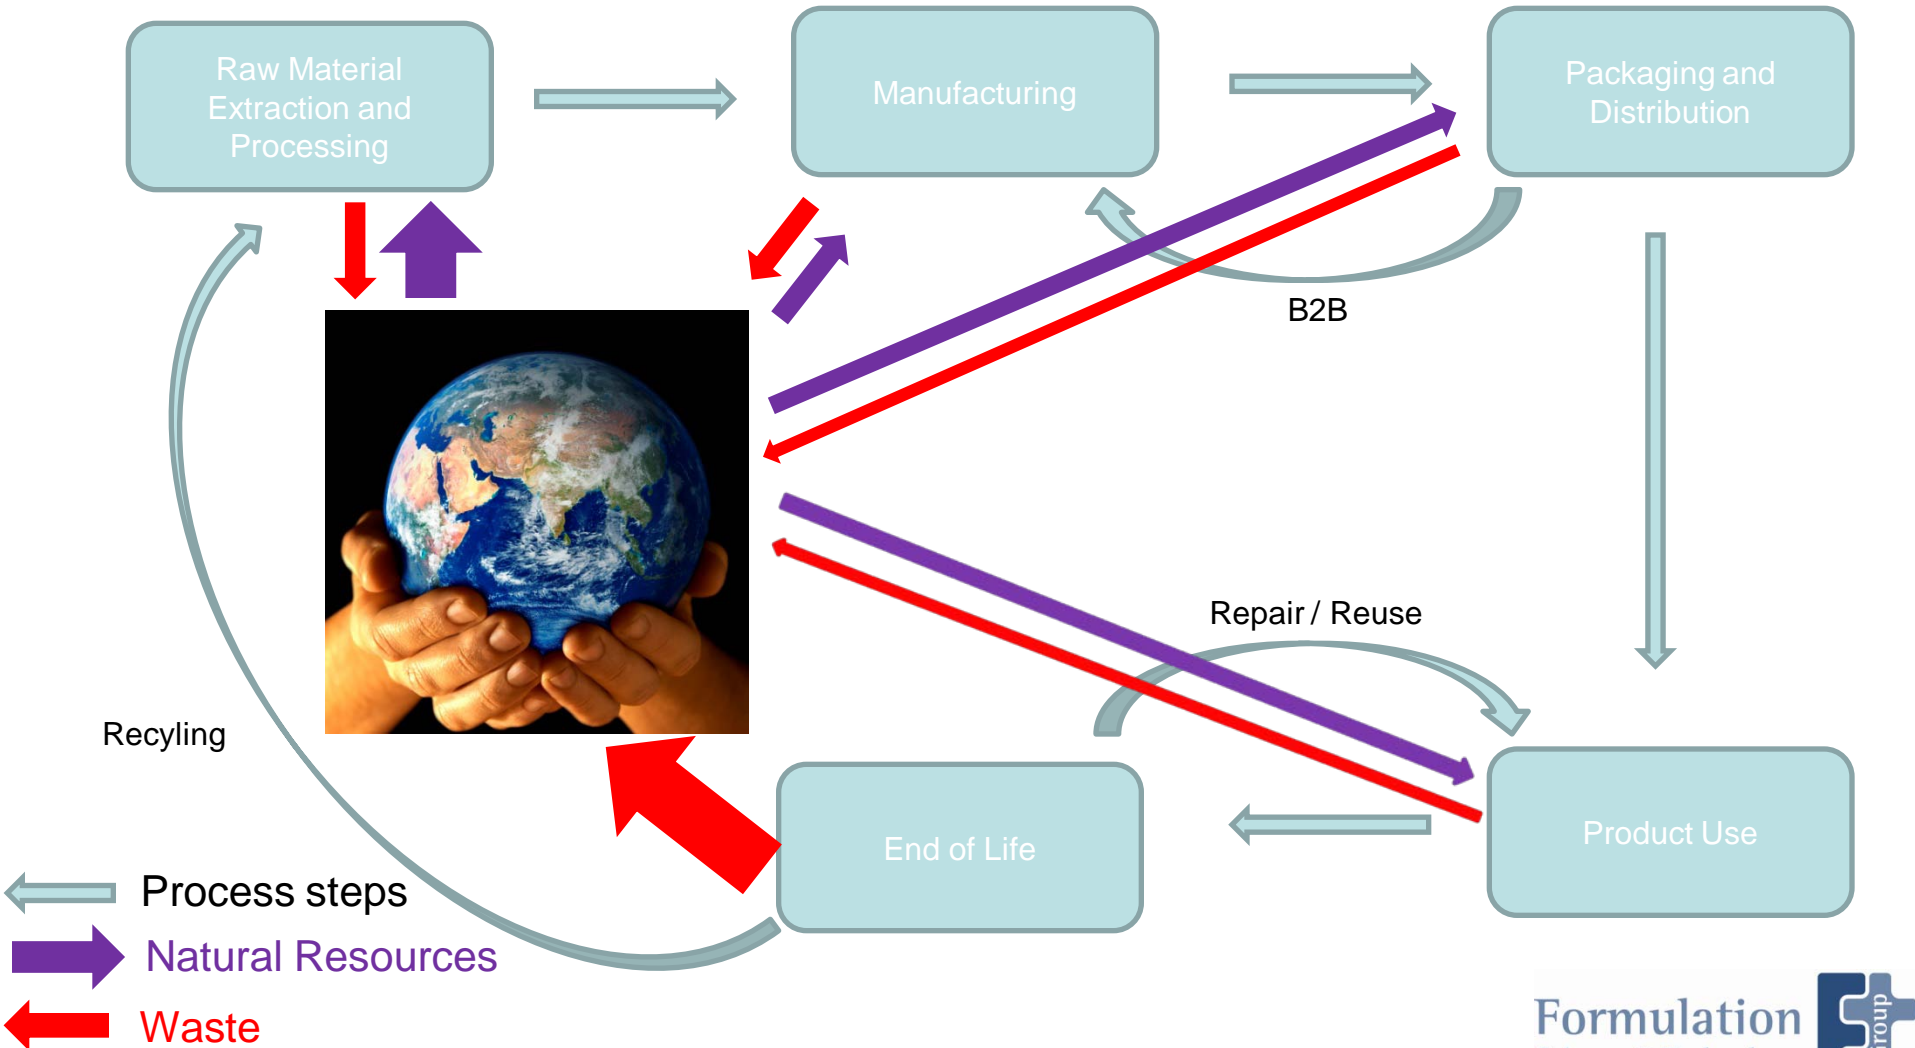 Raw Material
Extraction and
Processing
Manufacturing
Packaging and
Distribution
B2B
Repair / Reuse
Recyling
End of Life
Product Use
Process steps
Natural Resources
Waste
Formulation